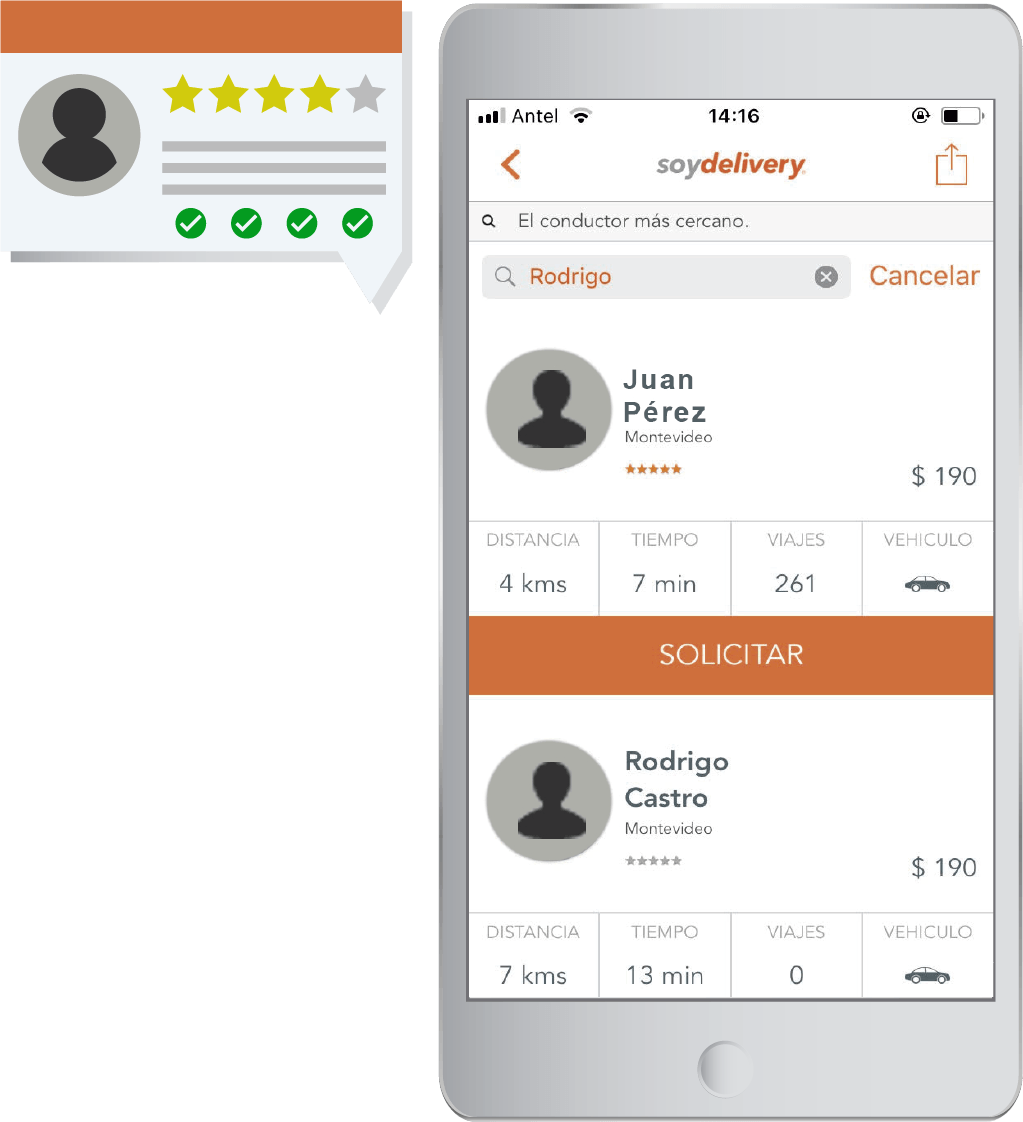 Antel 14:16
soydelivery
El conductor más cercano.
Rodrigo Cancelar
Juan
Pérez
Montevideo
$ 190
DISTANCIA TIEMPO VIAJES VEHICULO
4 kms 7 min 261
SOLICITAR
Rodrigo
Castro
Montevideo
$ 190
DISTANCIA TIEMPO VIAJES VEHICULO
7 kms 13 min 0